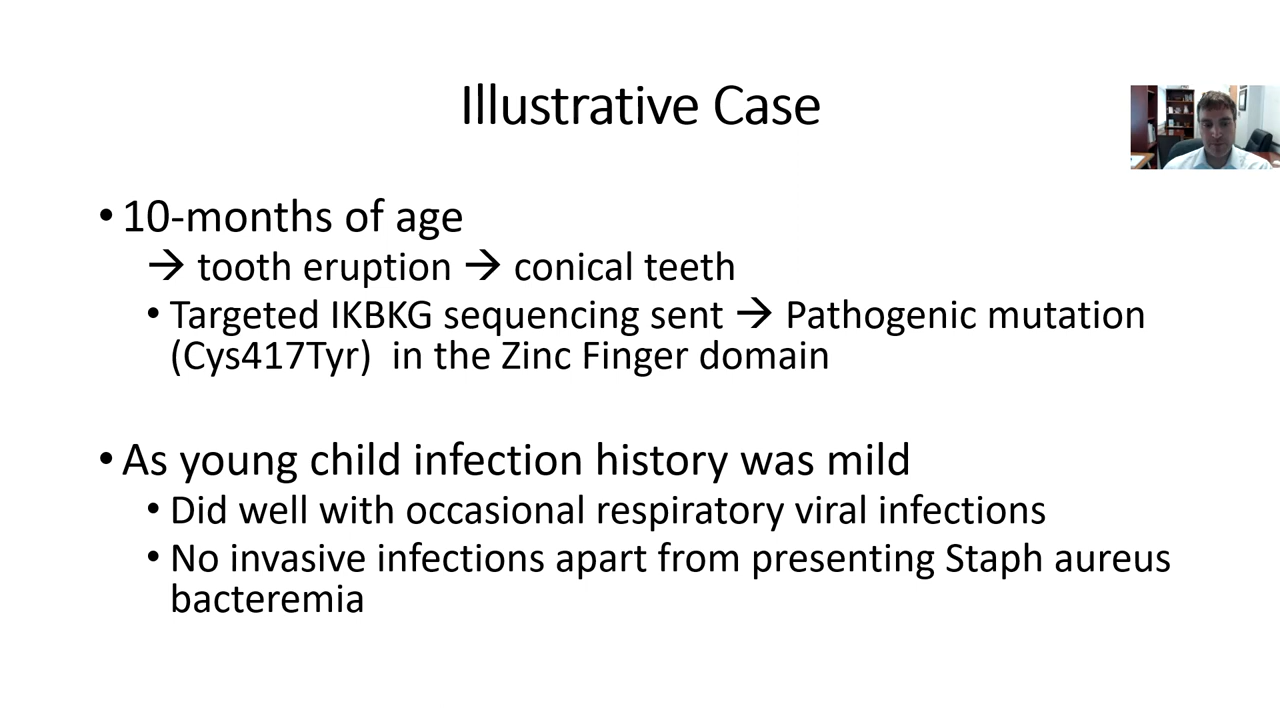 Illustrative Case
• 10-months of age
→ tooth eruption → conical teeth
• Targeted IKBKG sequencing sent → Pathogenic mutation
(Cys417Tyr)  in the Zinc Finger domain
• As young child infection history was mild
• Did well with occasional respiratory viral infections
• No invasive infections apart from presenting Staph aureus
bacteremia